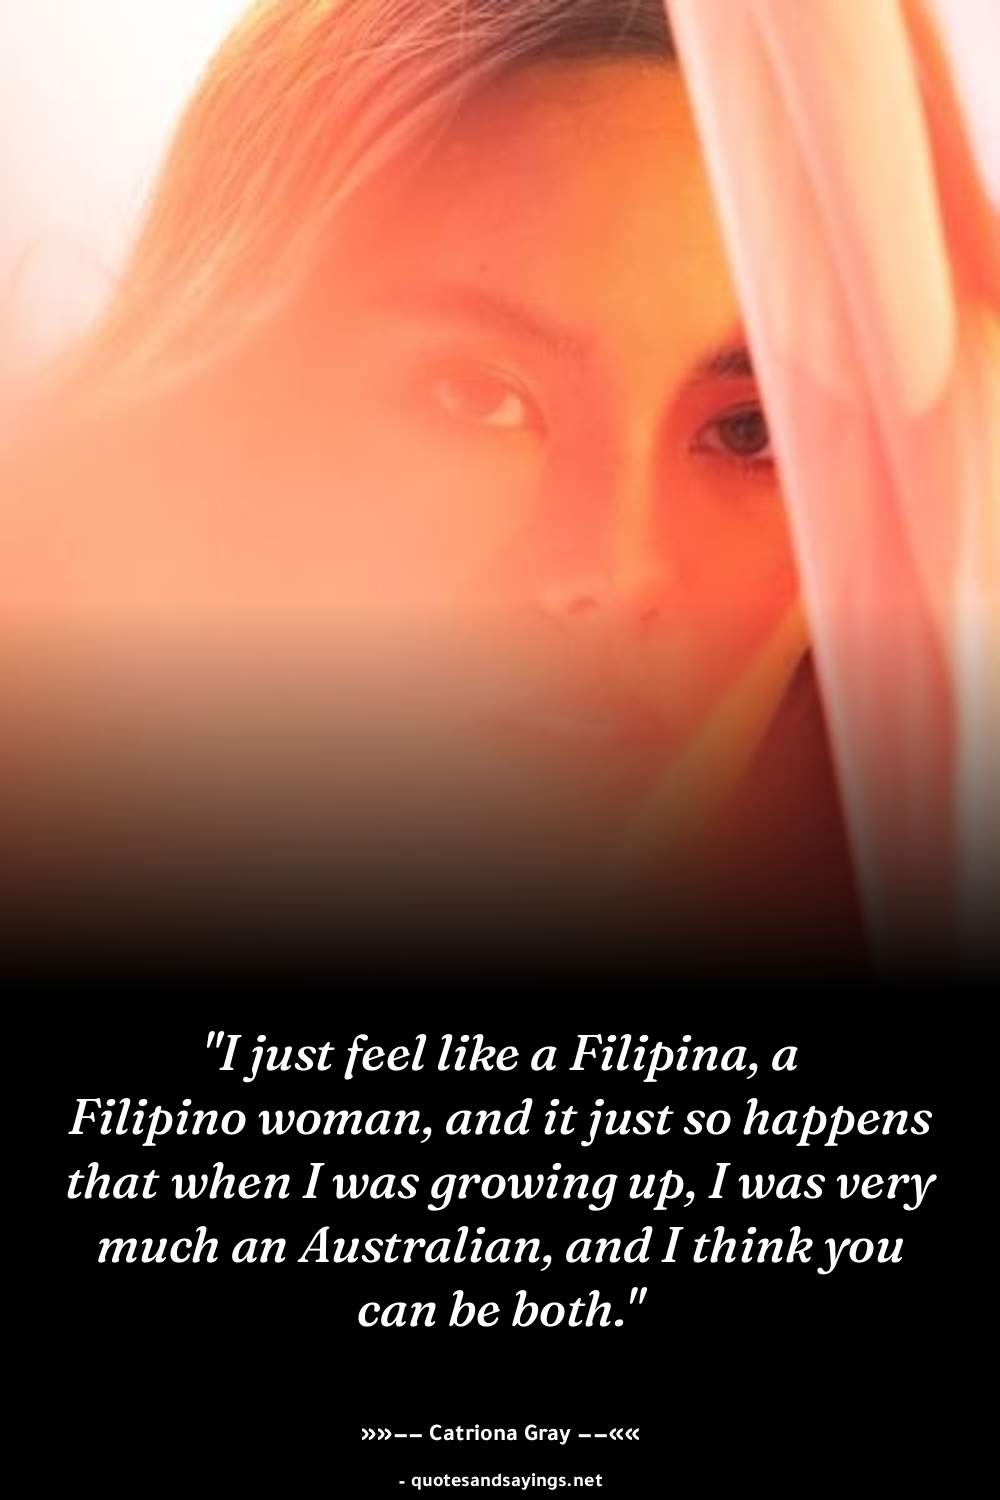 "I just feel like a Filipina, a
Filipino woman, and it just so happens
that when I was growing up, I was very
much an Australian, and I think you
can be both."
»»–– Catriona Gray ––««
- quotesandsayings.net